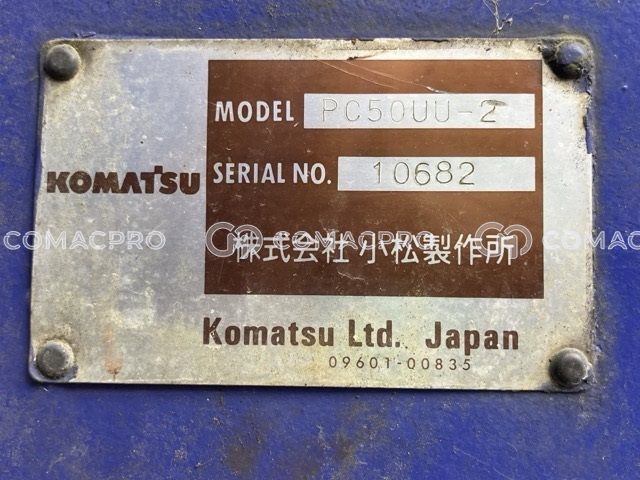 MODEL PC50UU-2
KOMATSU SERIAL NO. 10682
株式会社 小松製作所
COMACPRO COMACPRO COMACPRO
Komatsu Ltd. Japan
09601-00835